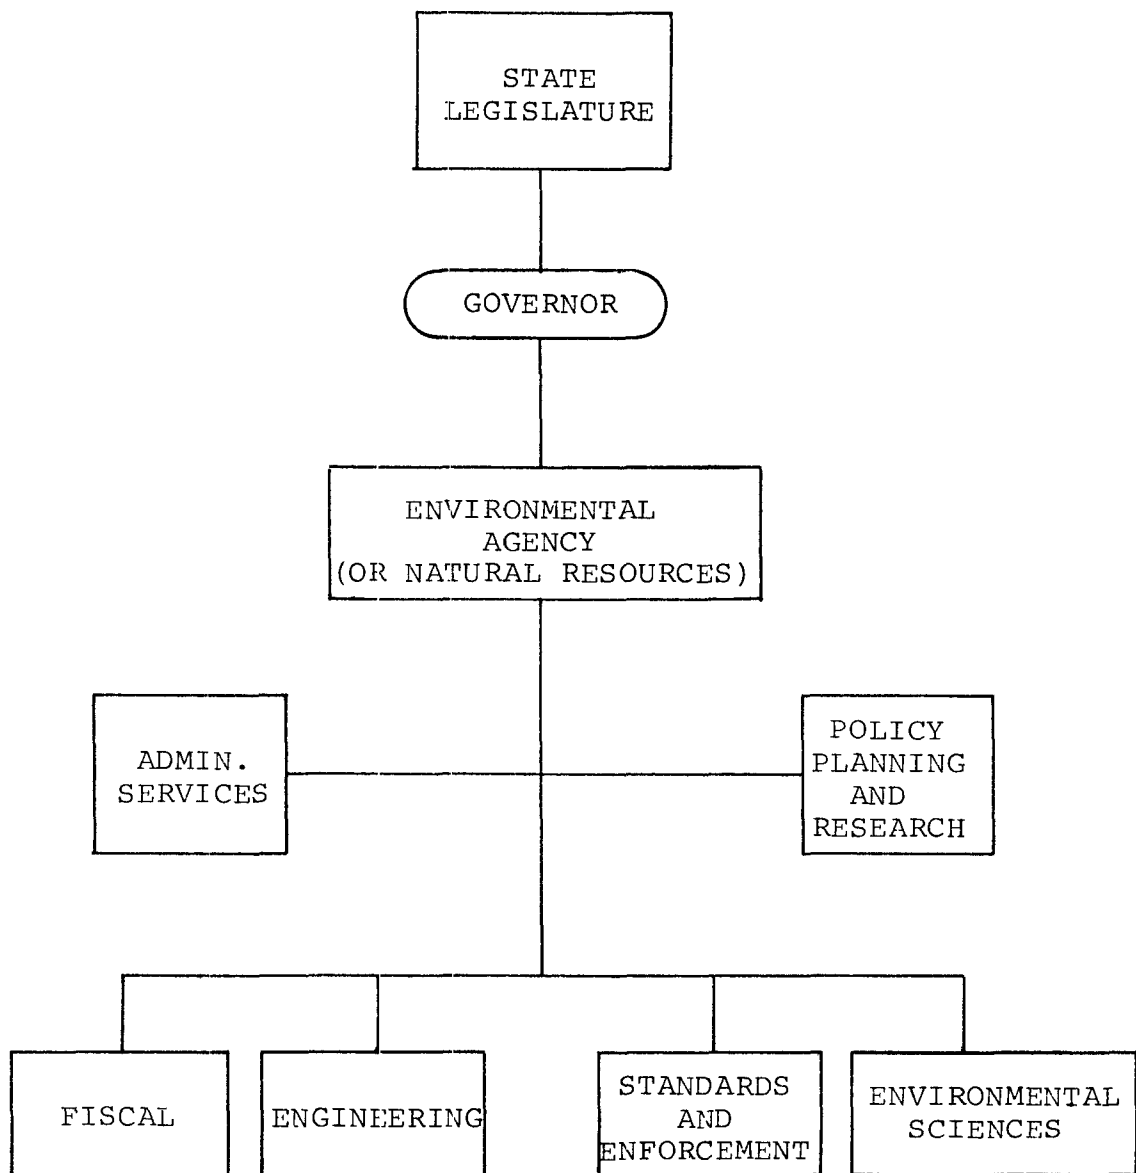 STATE
LEGISLATURE
GOVERNOR
ENVIRONMENTAL
AGENCY
(OR NATURAL RESOURCES)
ADMIN.
SERVICES
POLICY
PLANNING
AND
RESEARCH
FISCAL
ENGINEERING
STANDARDS
AND
ENFORCEMENT
ENVIRONMENTAL
SCIENCES